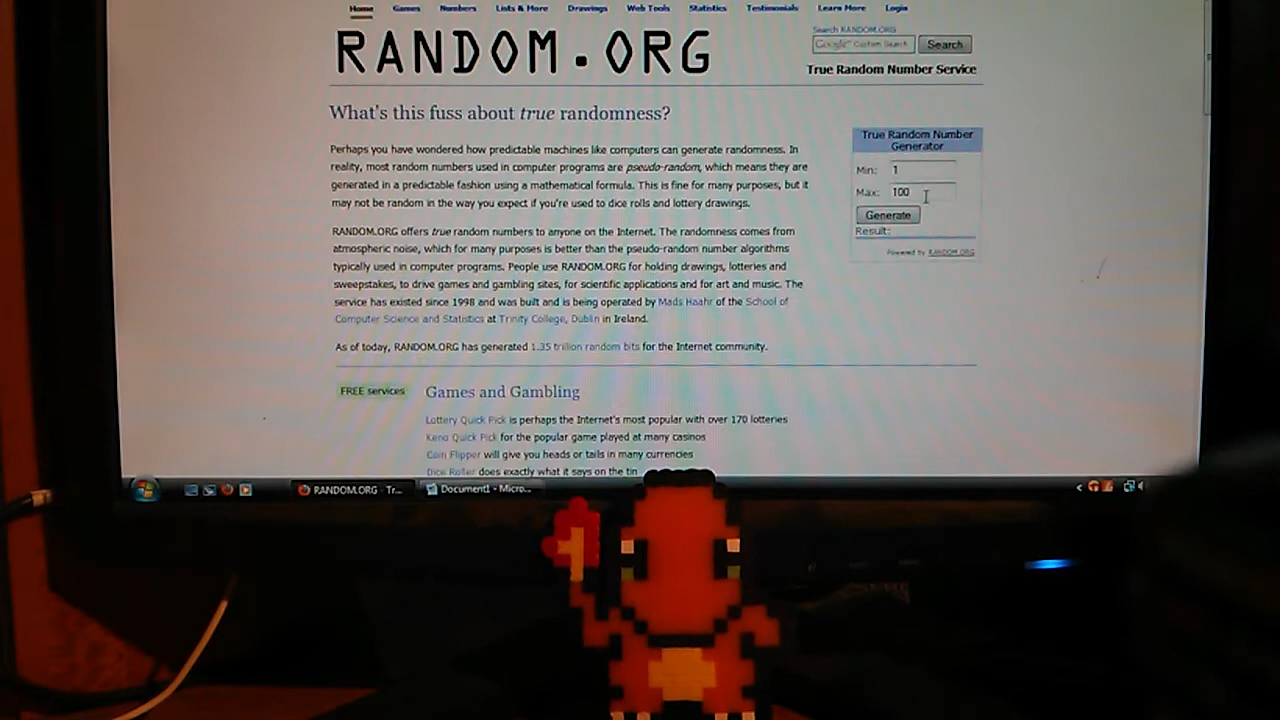 Home Games Numbers Lists & More Drawings Web Tools Statistics Testimonials Learn More Login
RANDOM.ORG
Search RANDOM.ORG
Google™ Custom Search Search
True Random Number Service
What's this fuss about true randomness?
Perhaps you have wondered how predictable machines like computers can generate randomness. In
reality, most random numbers used in computer programs are pseudo-random, which means they are
generated in a predictable fashion using a mathematical formula. This is fine for many purposes, but it
may not be random in the way you expect if you're used to dice rolls and lottery drawings.
RANDOM.ORG offers true random numbers to anyone on the Internet. The randomness comes from
atmospheric noise, which for many purposes is better than the pseudo-random number algorithms
typically used in computer programs. People use RANDOM.ORG for holding drawings, lotteries and
sweepstakes, to drive games and gambling sites, for scientific applications and for art and music. The
service has existed since 1998 and was built and is being operated by Mads Haahr of the School of
Computer Science and Statistics at Trinity College, Dublin in Ireland.
As of today, RANDOM.ORG has generated 1.35 trillion random bits for the Internet community.
True Random Number
Generator
Min: 1
Max: 100
Generate
Result:
Powered by RANDOM.ORG
FREE services
Games and Gambling
Lottery Quick Pick is perhaps the Internet's most popular with over 170 lotteries
Keno Quick Pick for the popular game played at many casinos
Coin Flipper will give you heads or tails in many currencies
Dice Roller does exactly what it says on the tin
RANDOM.ORG - Tr... Document1 - Micro...